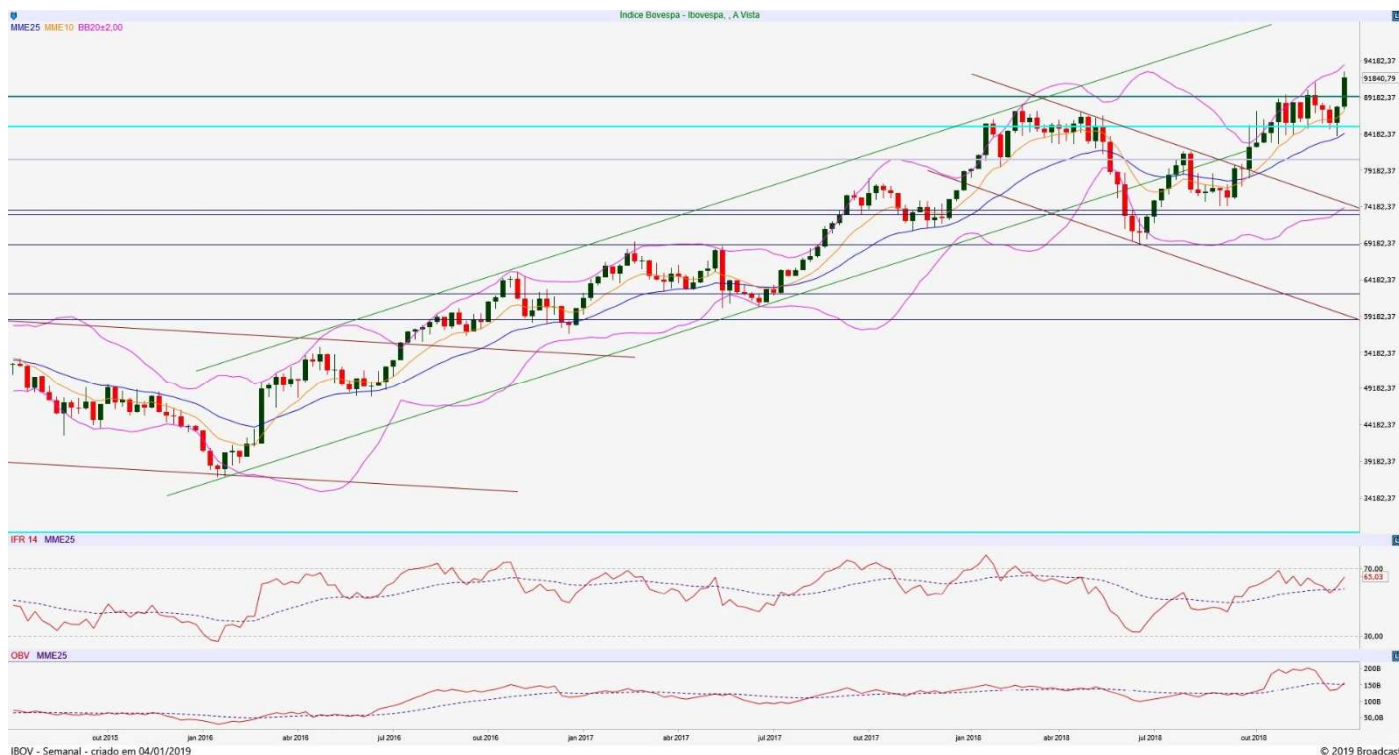 Índice Bovespa - Ibovespa, , A Vista
MME25 MME10 BB20±2,00
94182,37
91840,79
89182,37
84182,37
79182,37
74182,37
69182,37
64182,37
59182,37
54182,37
49182,37
44182,37
39182,37
34182,37
IFR 14 MME25
70,00
65,03
30,00
OBV MME25
200B
150B
100B
50,0B
out 2015 jan 2016 abr 2016 jul 2016 out 2016 jan 2017 abr 2017 jul 2017 out 2017 jan 2018 abr 2018 jul 2018 out 2018
IBOV - Semanal - criado em 04/01/2019 © 2019 Broadcast